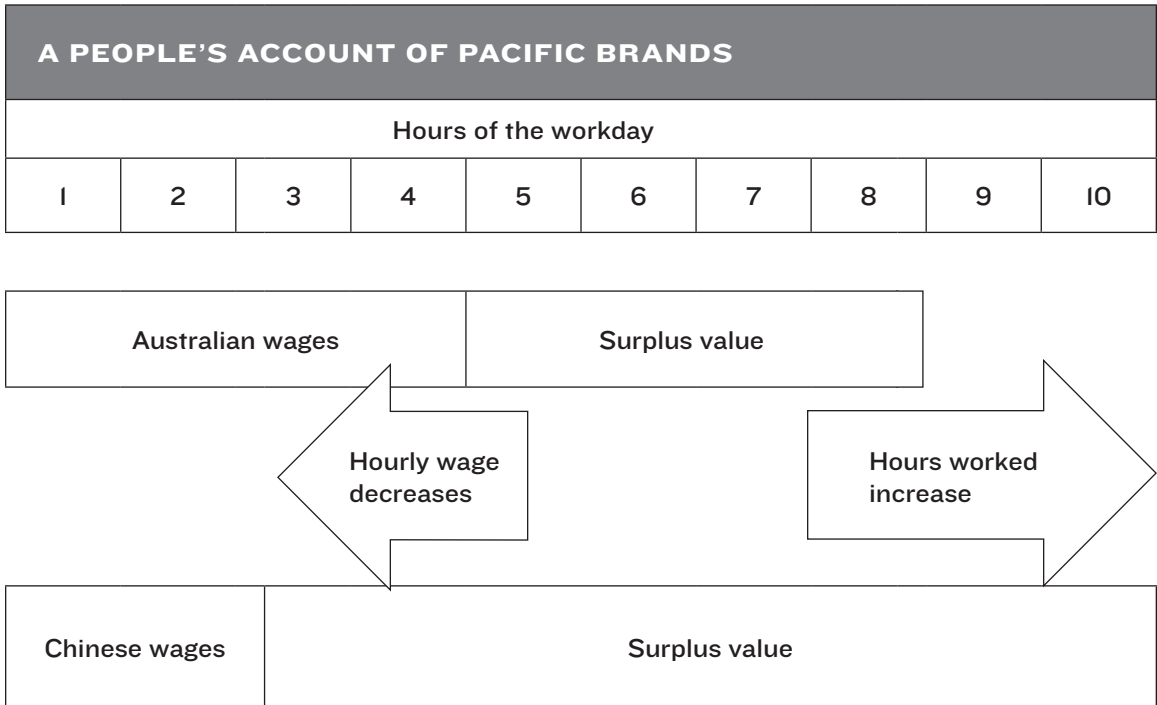 A PEOPLE’S ACCOUNT OF PACIFIC BRANDS
Hours of the workday
1 2 3 4 5 6 7 8 9 10
Australian wages Surplus value
Hourly wage
decreases
Hours worked
increase
Chinese wages Surplus value